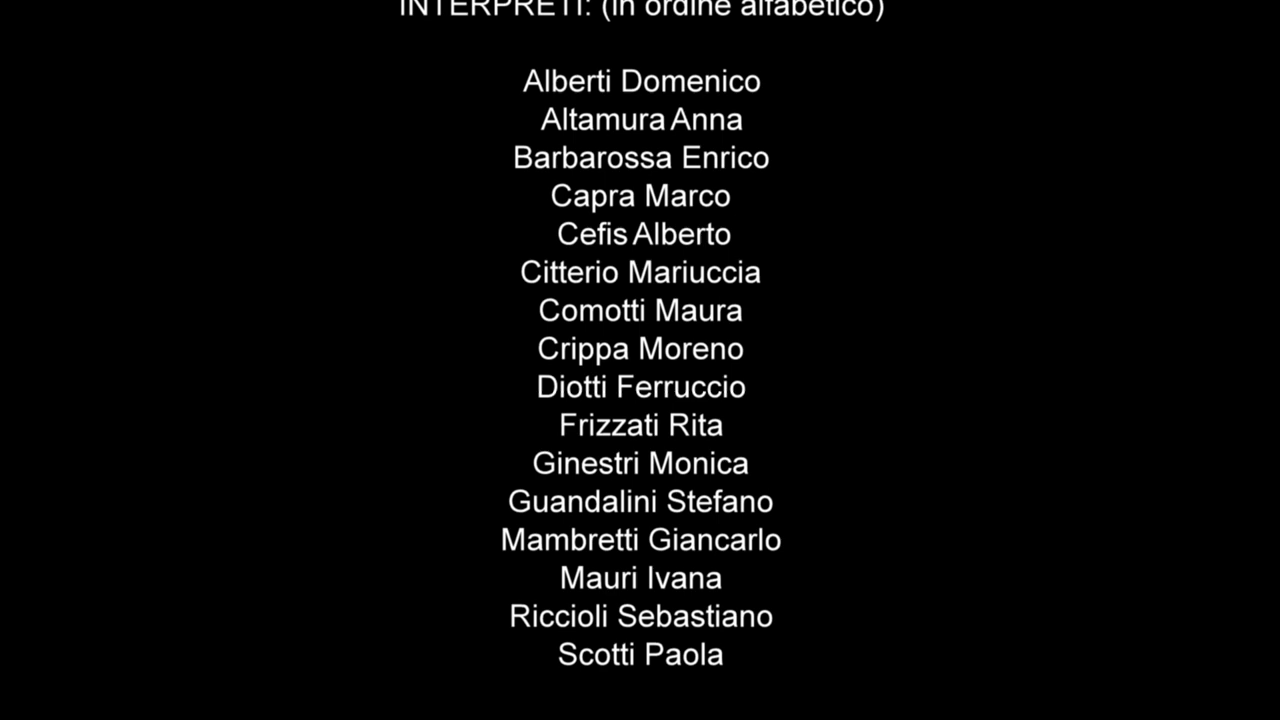 INTERPRETI: (in ordine alfabetico)
Alberti Domenico
Altamura Anna
Barbarossa Enrico
Capra Marco
Cefis Alberto
Citterio Mariuccia
Comotti Maura
Crippa Moreno
Diotti Ferruccio
Frizzati Rita
Ginestri Monica
Guandalini Stefano
Mambretti Giancarlo
Mauri Ivana
Riccioli Sebastiano
Scotti Paola